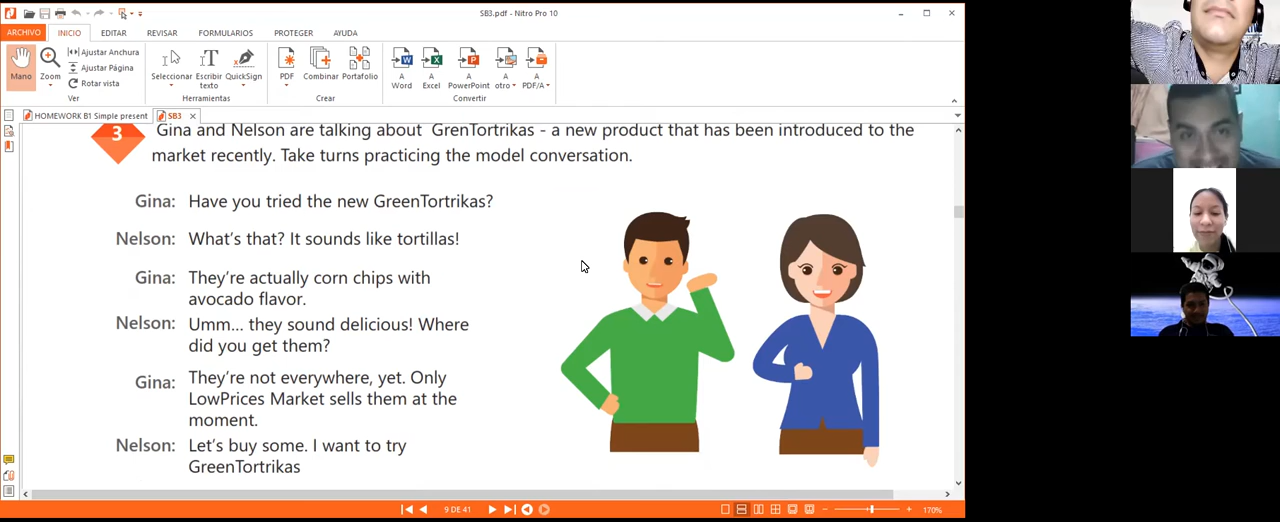 SB3.pdf - Nitro Pro 10
ARCHIVO INICIO EDITAR REVISAR FORMULARIOS PROTEGER AYUDA
Mano Zoom Ajustar Anchura
Ajustar Página
Rotar vista
Ver
Seleccionar Escribir texto QuickSign
Herramientas
PDF Combinar Portafolio
Crear
A Word A Excel A PowerPoint A otro A PDF/A
Convertir
HOMEWORK B1 Simple present SB3
3 Gina and Nelson are talking about GrenTortrikas - a new product that has been introduced to the
market recently. Take turns practicing the model conversation.
Gina: Have you tried the new GreenTortrikas?
Nelson: What's that? It sounds like tortillas!
Gina: They're actually corn chips with
avocado flavor.
Nelson: Umm... they sound delicious! Where
did you get them?
Gina: They're not everywhere, yet. Only
LowPrices Market sells them at the
moment.
Nelson: Let's buy some. I want to try
GreenTortrikas
9 DE 41
170%